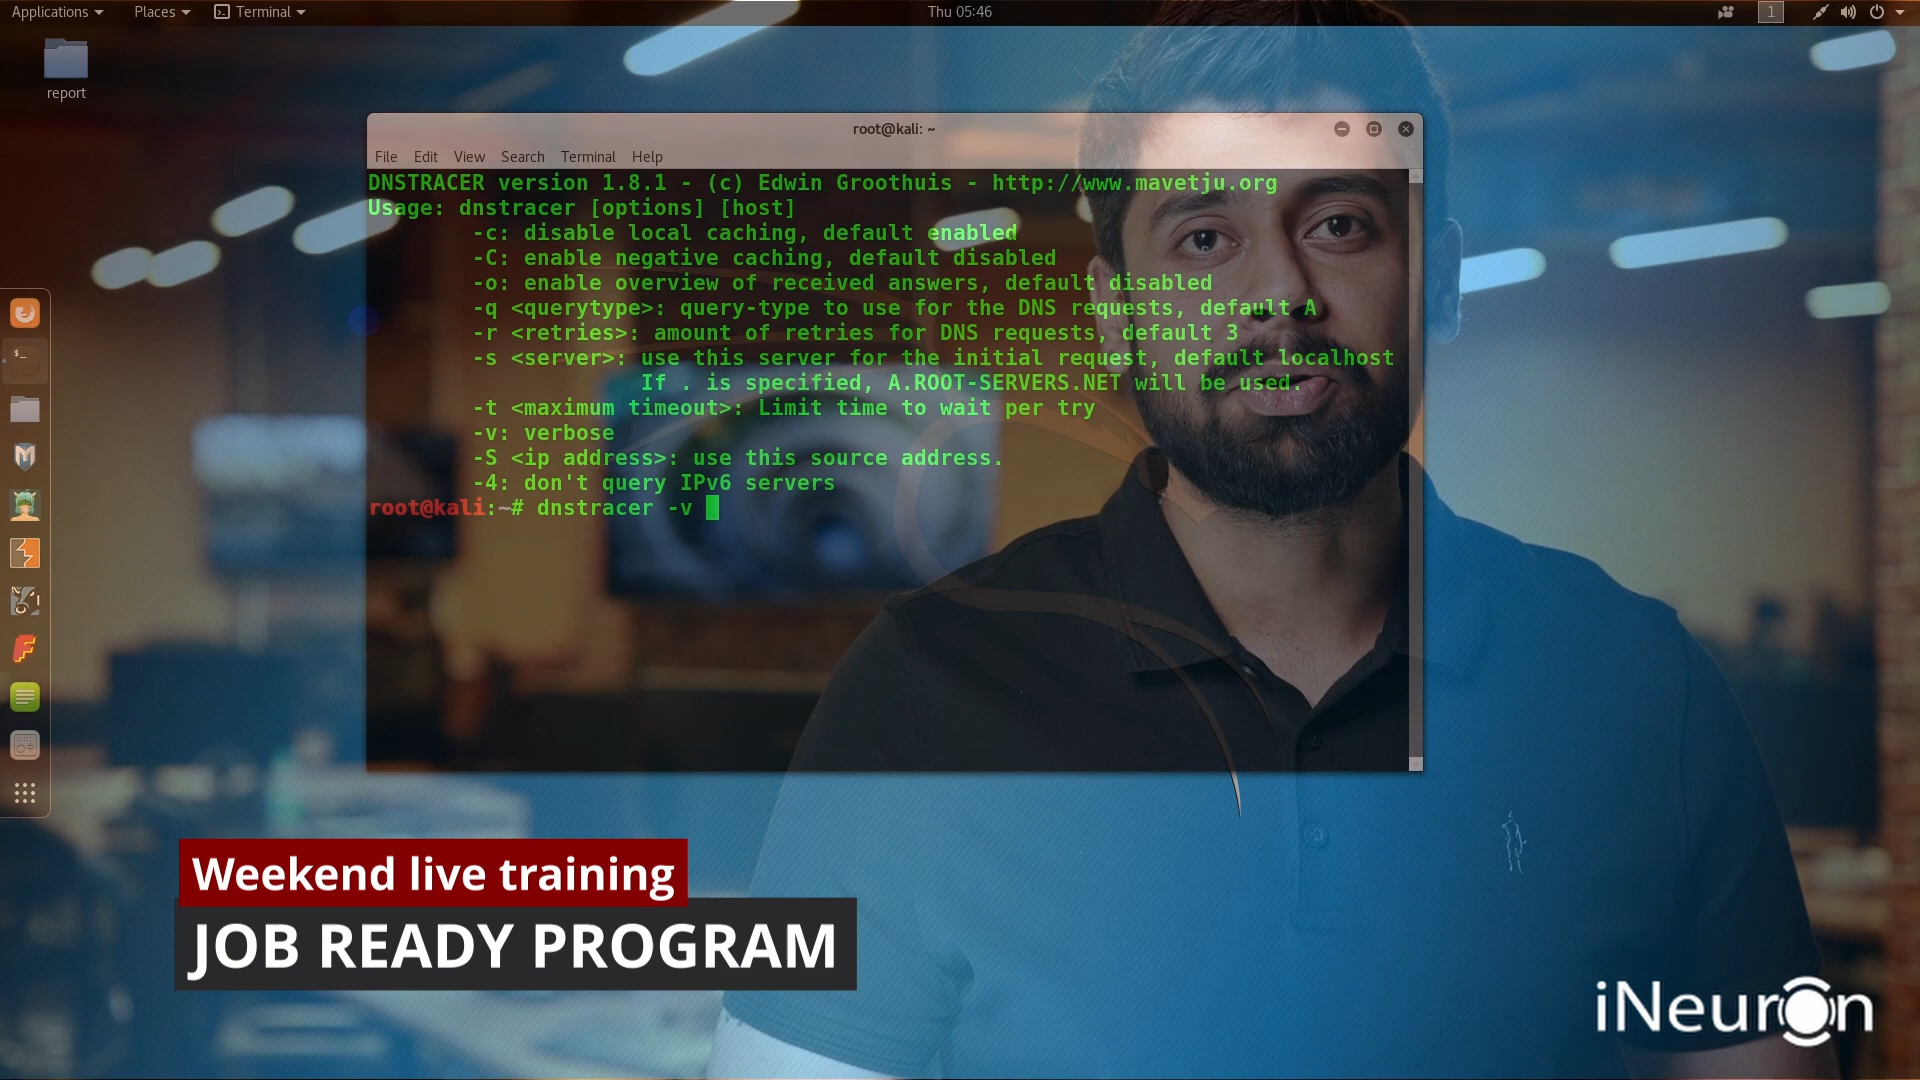 Applications Places Terminal Thu 05:46 1
report
root@kali: ~
File Edit View Search Terminal Help
DNSTRACER version 1.8.1 - (c) Edwin Groothuis - http://www.mavetju.org
Usage: dnstracer [options] [host]
-c: disable local caching, default enabled
-C: enable negative caching, default disabled
-o: enable overview of received answers, default disabled
-q <querytype>: query-type to use for the DNS requests, default A
-r <retries>: amount of retries for DNS requests, default 3
-s <server>: use this server for the initial request, default localhost
If . is specified, A.ROOT-SERVERS.NET will be used.
-t <maximum timeout>: Limit time to wait per try
-v: verbose
-S <ip address>: use this source address.
-4: don't query IPv6 servers
root@kali:~# dnstracer -v
Weekend live training
JOB READY PROGRAM
iNeuron